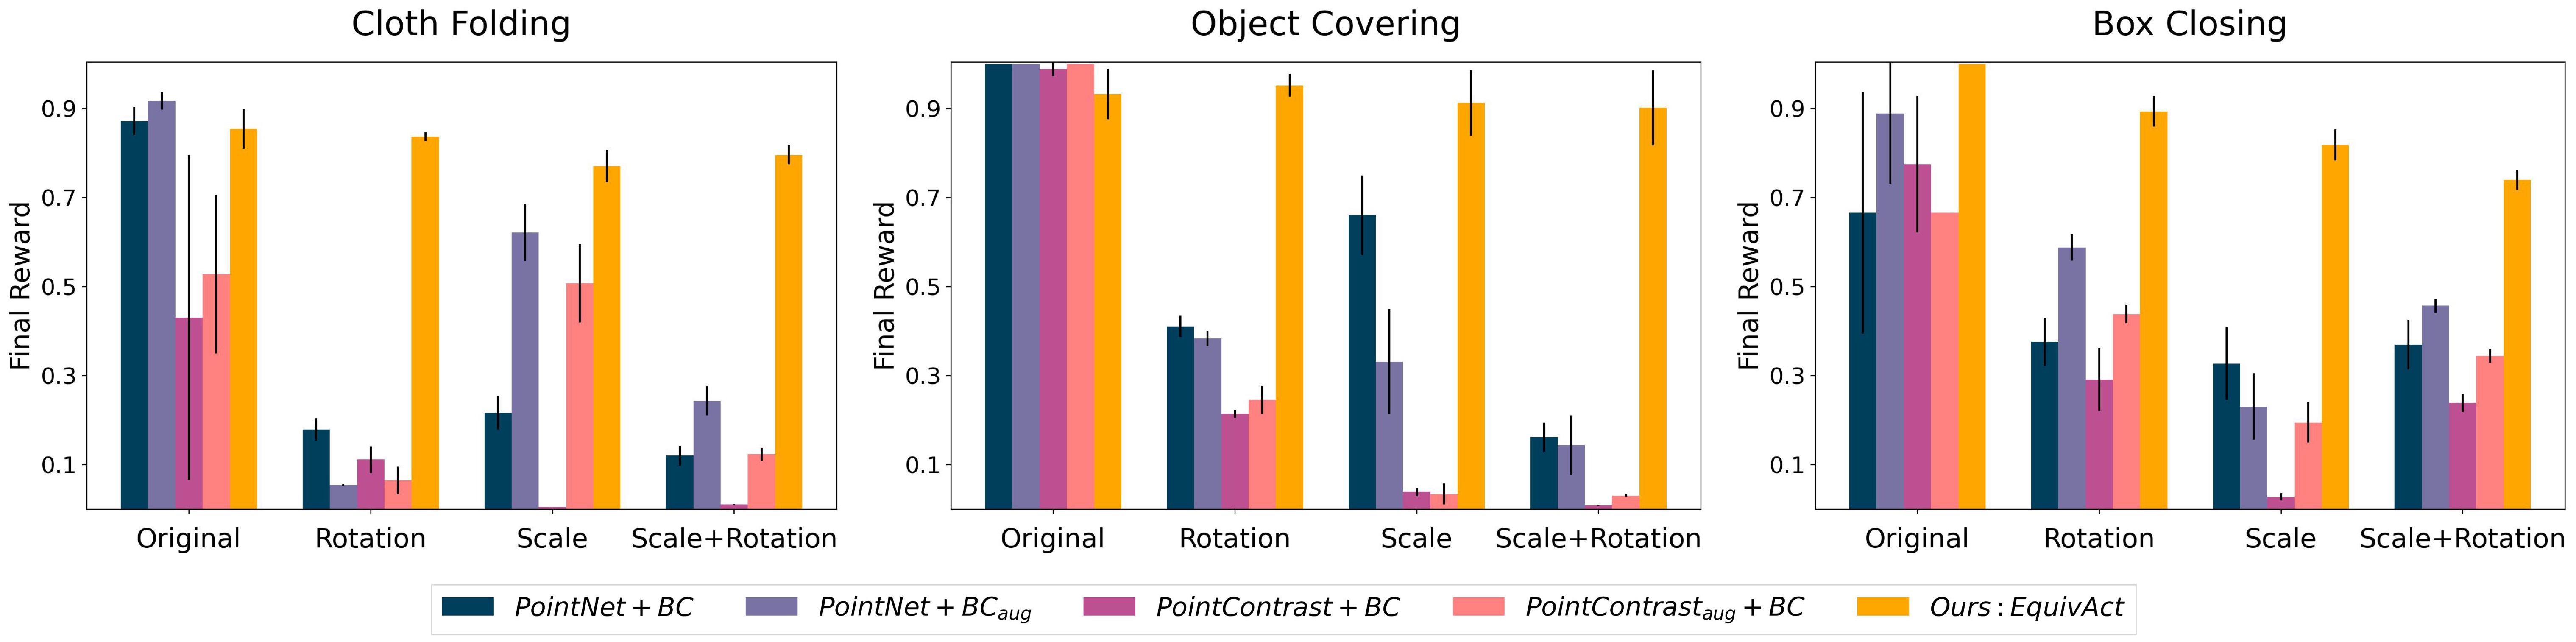 Cloth Folding
Final Reward
0.9
0.7
0.5
0.3
0.1
Original Rotation Scale Scale+Rotation
Object Covering
Final Reward
0.9
0.7
0.5
0.3
0.1
Original Rotation Scale Scale+Rotation
Box Closing
Final Reward
0.9
0.7
0.5
0.3
0.1
Original Rotation Scale Scale+Rotation
PointNet + BC PointNet + BC_aug PointContrast + BC PointContrast_aug + BC Ours : EquivAct